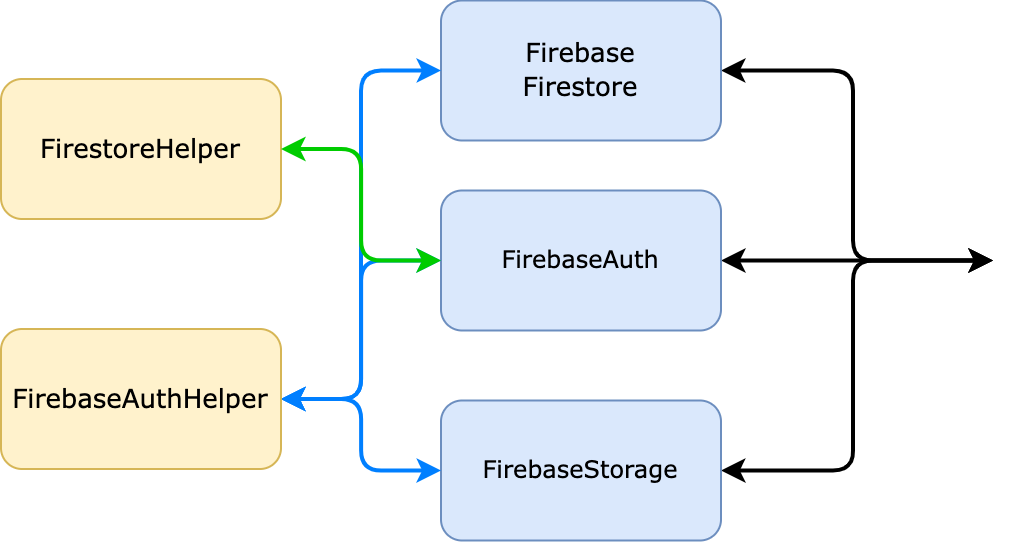 Firebase
Firestore
FirestoreHelper
FirebaseAuth
FirebaseAuthHelper
FirebaseStorage